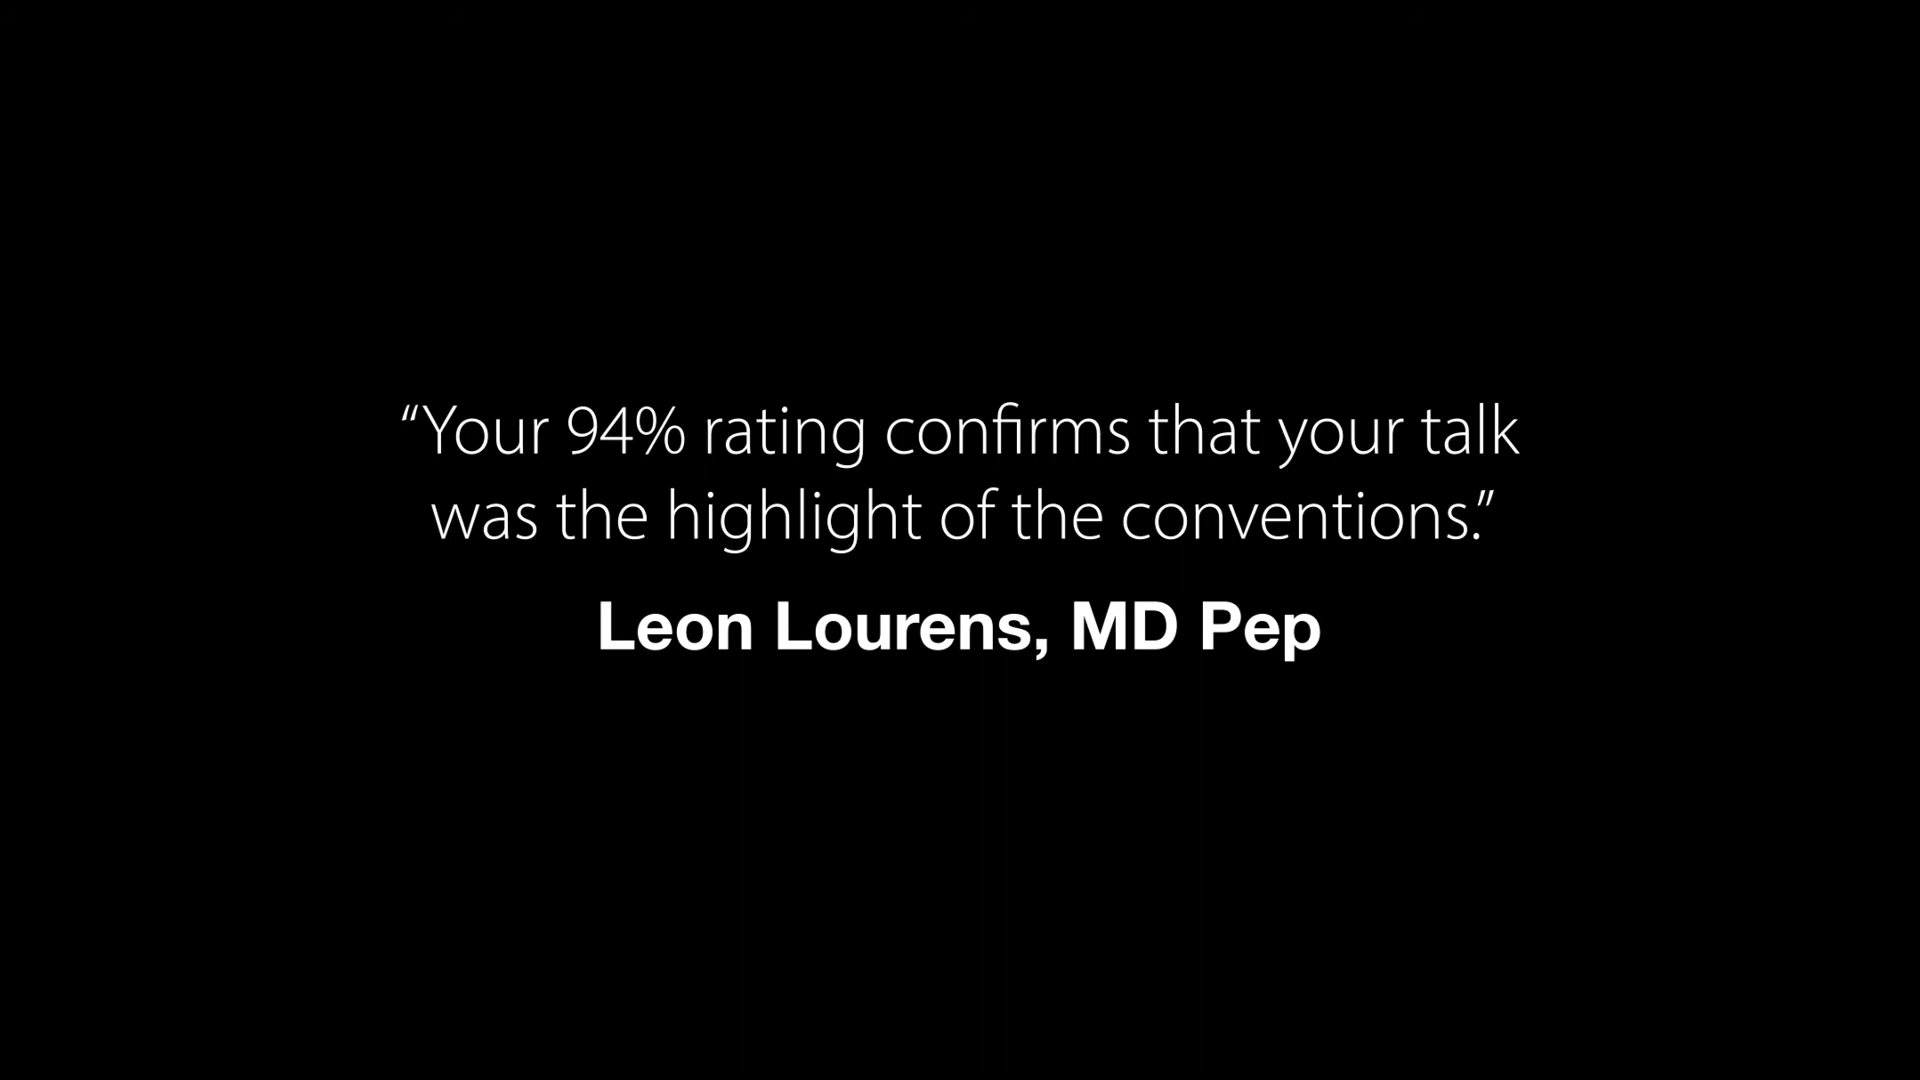 “Your 94% rating confirms that your talk
was the highlight of the conventions.”
Leon Lourens, MD Pep